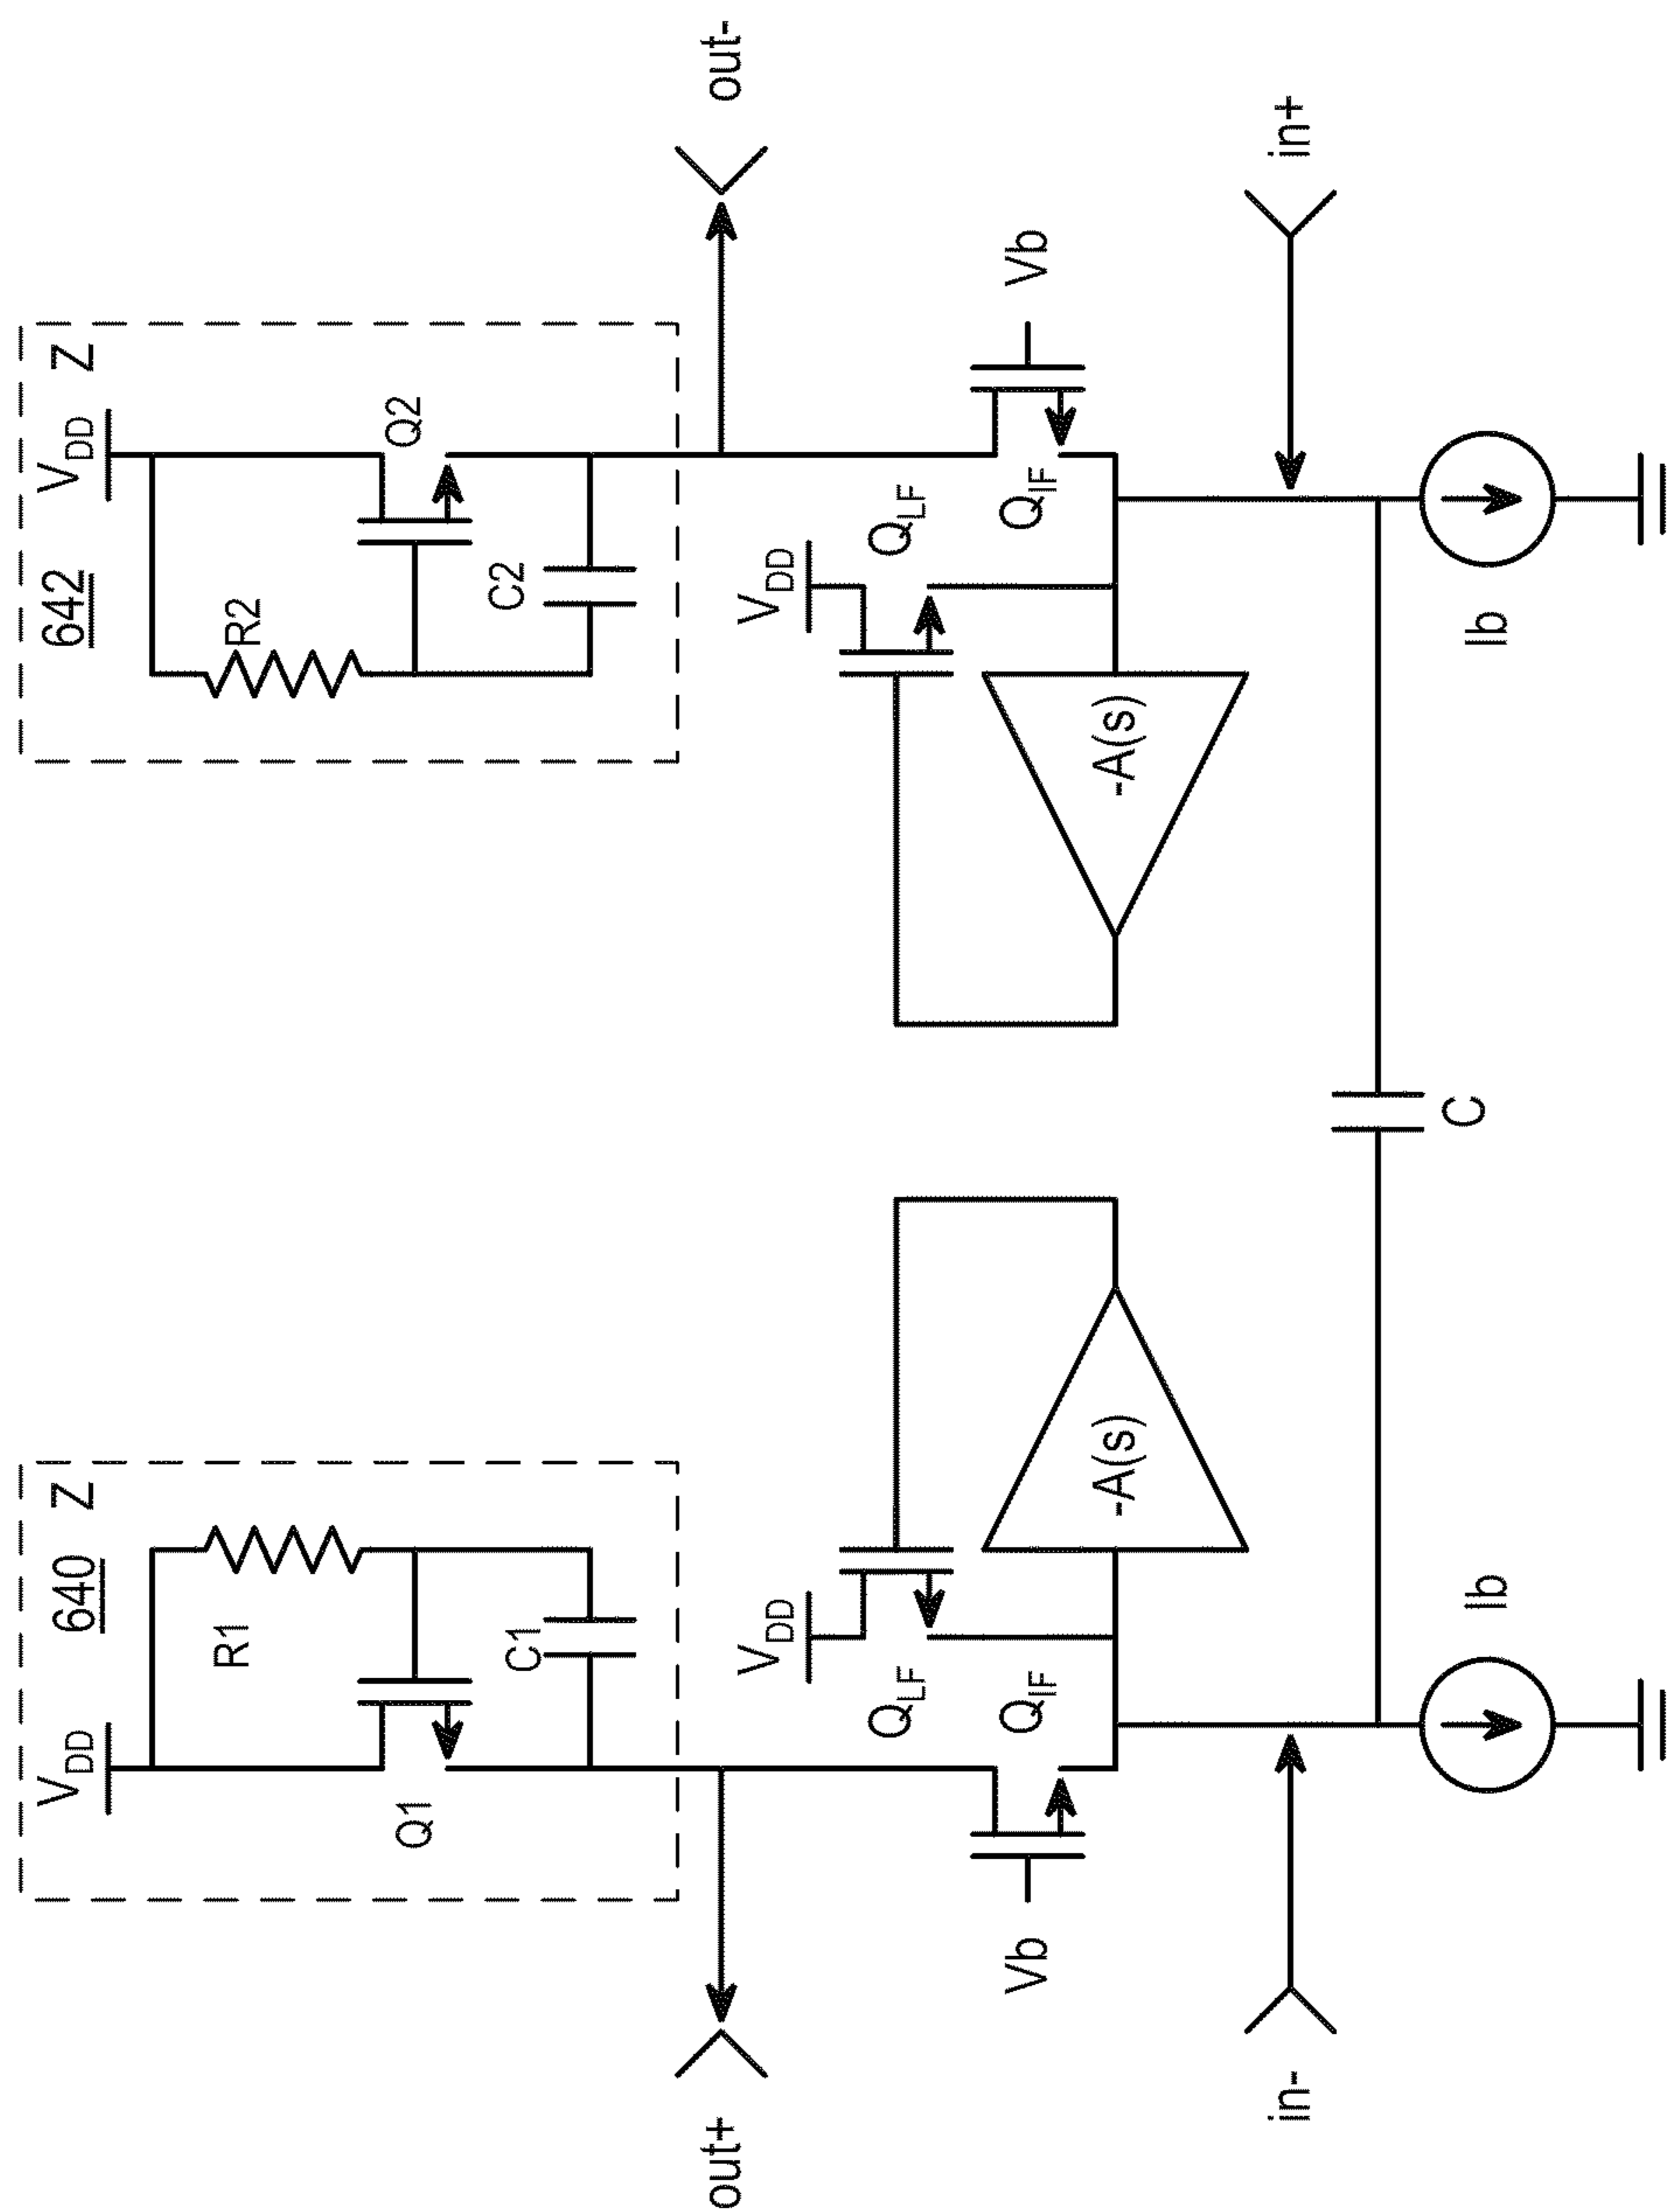 V_DD
640
Z
642
V_DD
Z
R1
R2
Q1
Q2
C1
C2
out+
out-
V_DD
V_DD
Q_LF
Q_LF
Vb
Q_IF
Q_IF
Vb
-A(s)
-A(s)
in-
in+
Ib
C
Ib